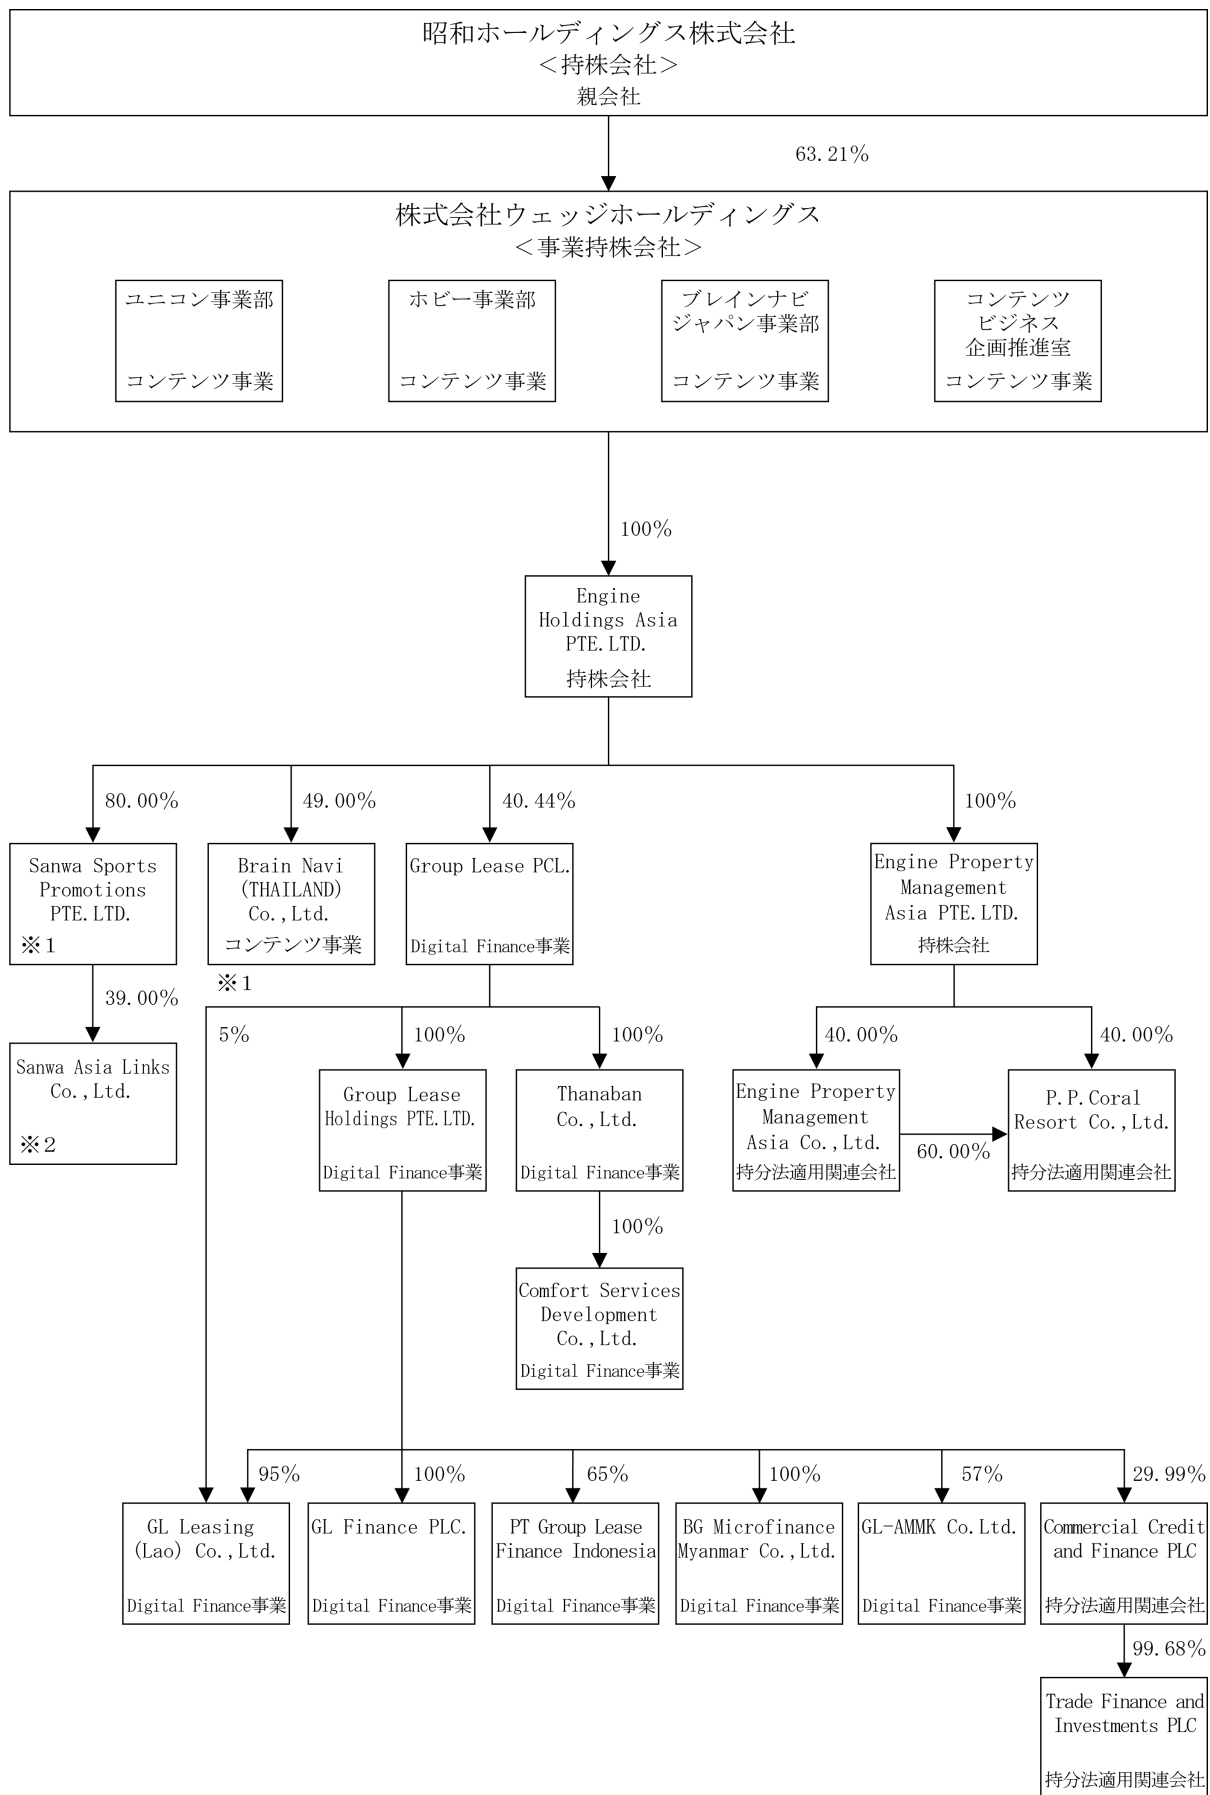 昭和ホールディングス株式会社
＜持株会社＞
親会社
63.21%
株式会社ウェッジホールディングス
＜事業持株会社＞
ユニコン事業部
コンテンツ事業
ホビー事業部
コンテンツ事業
ブレインナビ
ジャパン事業部
コンテンツ事業
コンテンツ
ビジネス
企画推進室
コンテンツ事業
100%
Engine
Holdings Asia
PTE.LTD.
持株会社
80.00%
49.00%
40.44%
100%
Sanwa Sports
Promotions
PTE.LTD.
※1
Brain Navi
(THAILAND)
Co.,Ltd.
コンテンツ事業
※1
Group Lease PCL.
Digital Finance事業
Engine Property
Management
Asia PTE.LTD.
持株会社
39.00%
5%
100%
100%
40.00%
40.00%
Sanwa Asia Links
Co.,Ltd.
※2
Group Lease
Holdings PTE.LTD.
Digital Finance事業
Thanaban
Co.,Ltd.
Digital Finance事業
Engine Property
Management
Asia Co.,Ltd.
持分法適用関連会社
60.00%
P.P.Coral
Resort Co.,Ltd.
持分法適用関連会社
100%
Comfort Services
Development
Co.,Ltd.
Digital Finance事業
95%
100%
65%
100%
57%
29.99%
GL Leasing
(Lao) Co.,Ltd.
Digital Finance事業
GL Finance PLC.
Digital Finance事業
PT Group Lease
Finance Indonesia
Digital Finance事業
BG Microfinance
Myanmar Co.,Ltd.
Digital Finance事業
GL-AMMK Co.Ltd.
Digital Finance事業
Commercial Credit
and Finance PLC
持分法適用関連会社
99.68%
Trade Finance and
Investments PLC
持分法適用関連会社